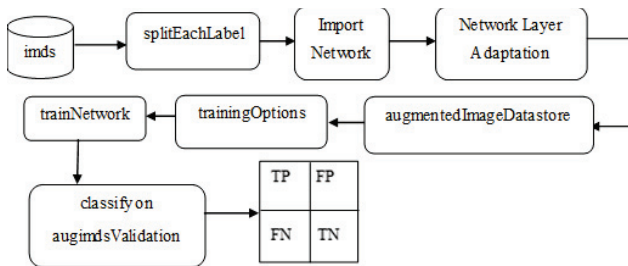 imds
splitEachLabel
Import
Network
Network Layer
Adaptation
augmentedImageDatastore
trainingOptions
trainNetwork
classify on
augimdsValidation
TP FP
FN TN